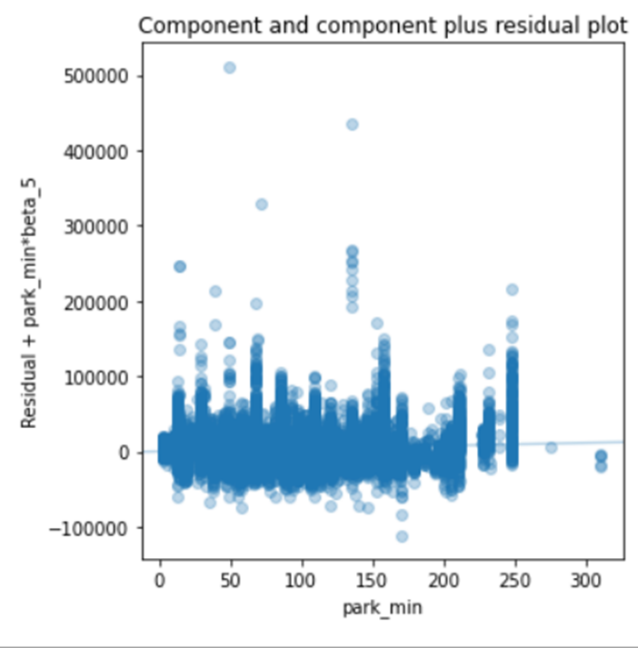 Component and component plus residual plot
500000
400000
300000
200000
100000
0
−100000
Residual + park_min*beta_5
0 50 100 150 200 250 300
park_min